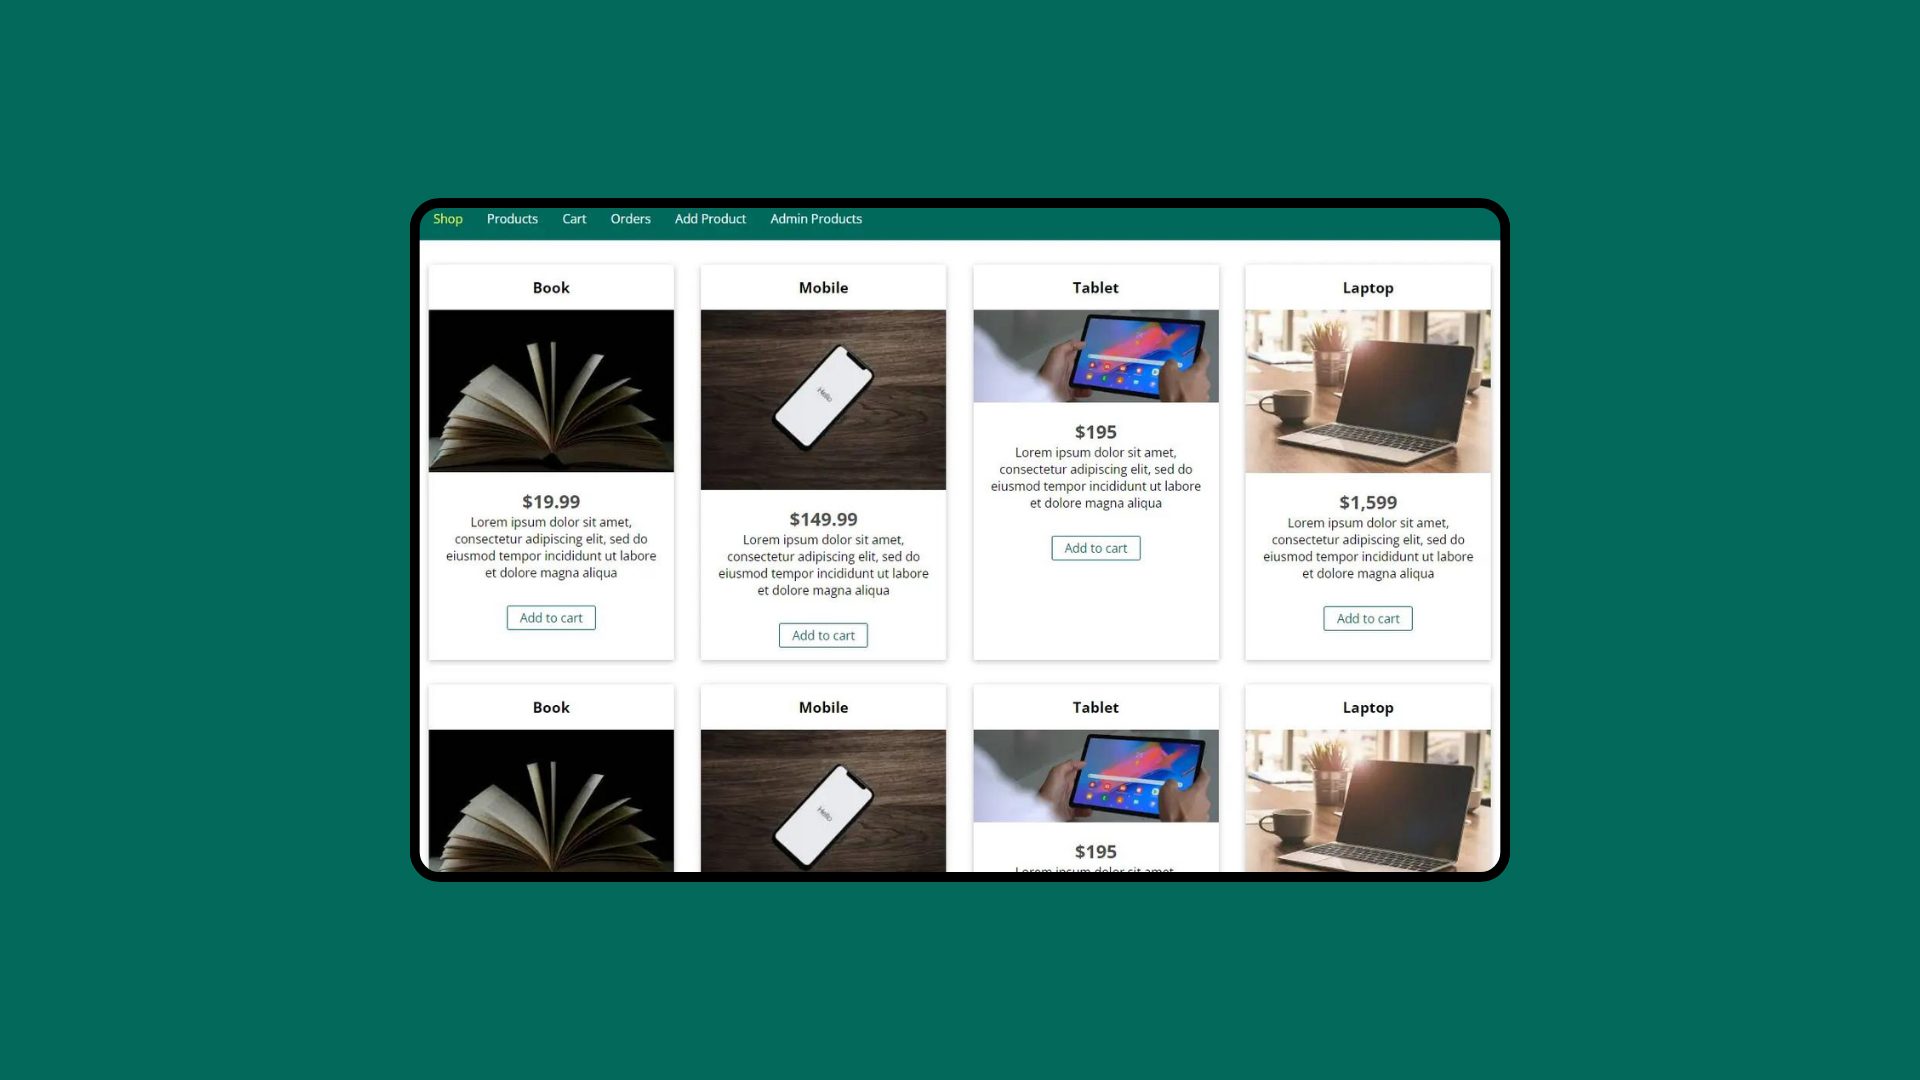 Shop Products Cart Orders Add Product Admin Products
Book
$19.99
Lorem ipsum dolor sit amet,
consectetur adipiscing elit, sed do
eiusmod tempor incididunt ut labore
et dolore magna aliqua
Add to cart
Mobile
Hello
$149.99
Lorem ipsum dolor sit amet,
consectetur adipiscing elit, sed do
eiusmod tempor incididunt ut labore
et dolore magna aliqua
Add to cart
Tablet
$195
Lorem ipsum dolor sit amet,
consectetur adipiscing elit, sed do
eiusmod tempor incididunt ut labore
et dolore magna aliqua
Add to cart
Laptop
$1,599
Lorem ipsum dolor sit amet,
consectetur adipiscing elit, sed do
eiusmod tempor incididunt ut labore
et dolore magna aliqua
Add to cart
Book
Mobile
Hello
Tablet
$195
Lorem ipsum dolor sit amet,
Laptop